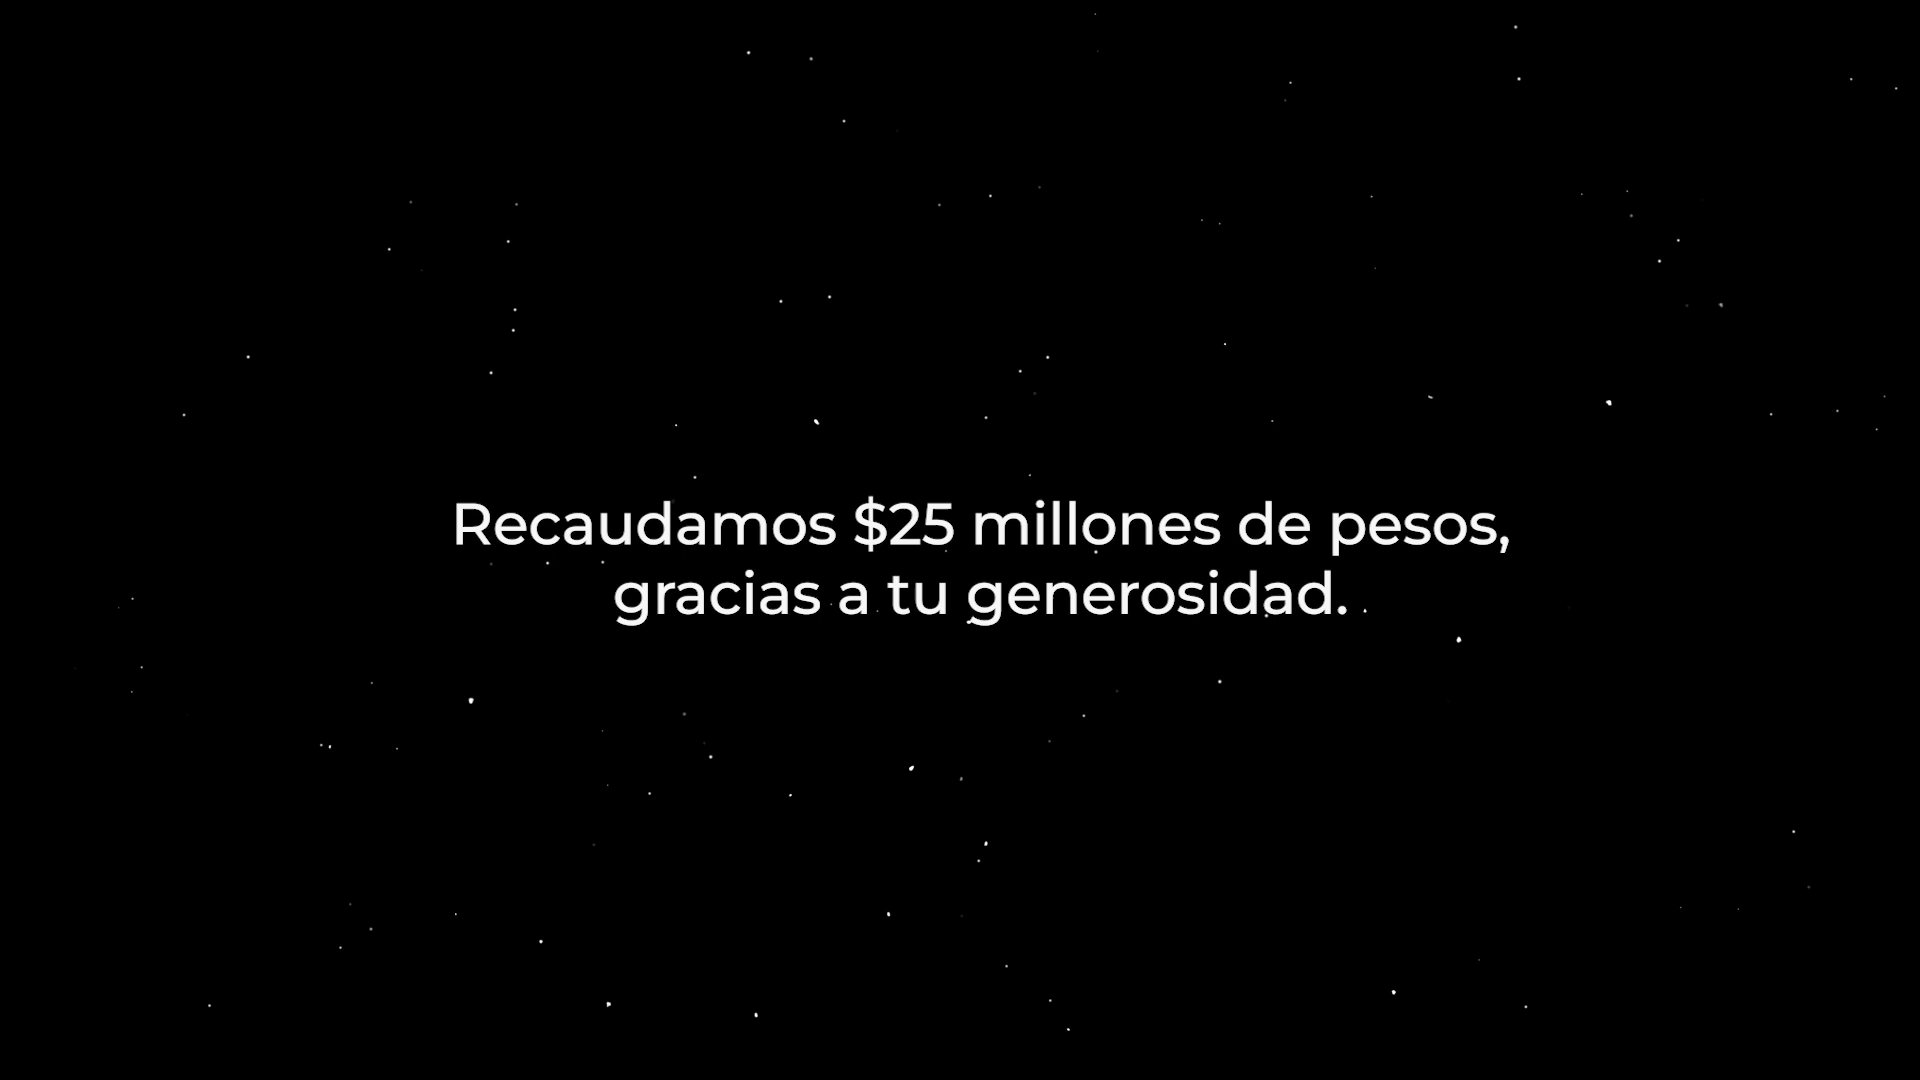 Recaudamos $25 millones de pesos,
gracias a tu generosidad.